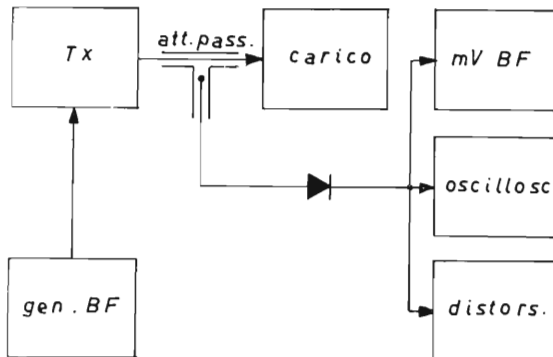 Tx
att.pass.
carico
mV BF
oscillosc
gen.BF
distors.